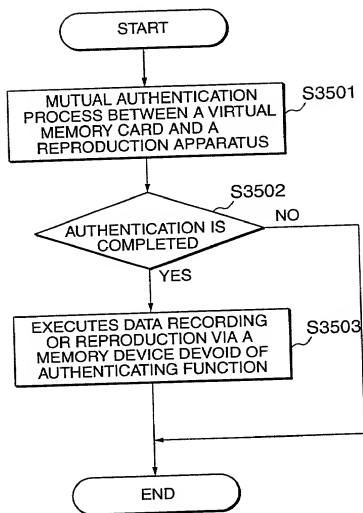 START
MUTUAL AUTHENTICATION
PROCESS BETWEEN A VIRTUAL
MEMORY CARD AND A
REPRODUCTION APPARATUS
S3501
S3502
AUTHENTICATION IS
COMPLETED
NO
YES
EXECUTES DATA RECORDING
OR REPRODUCTION VIA A
MEMORY DEVICE DEVOID OF
AUTHENTICATING FUNCTION
S3503
END